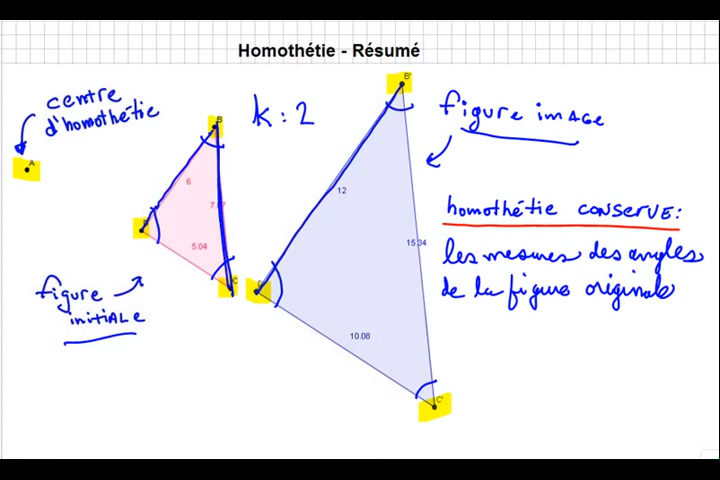 Homothétie - Résumé
centre
d'homothétie
A
B
k : 2
B'
figure image
6
12
5.04
15.34
C'
10.08
figure
initiale
homothétie conserve :
les mesures des angles
de la figure originale